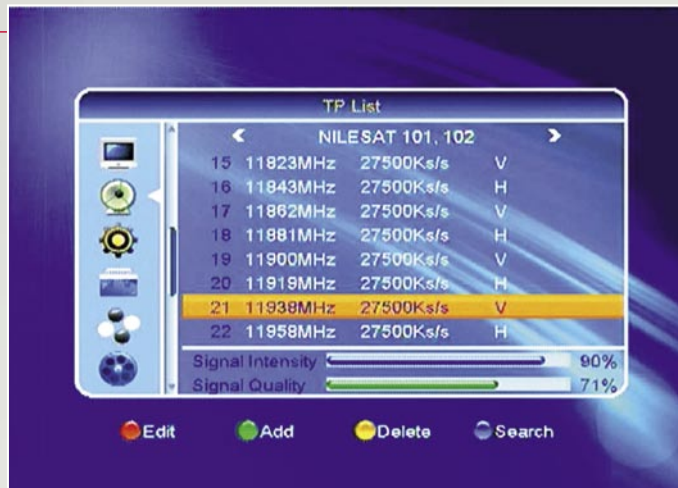 TP List
NILESAT 101, 102
15 11823MHz 27500Ks/s V
16 11843MHz 27500Ks/s H
17 11862MHz 27500Ks/s V
18 11881MHz 27500Ks/s H
19 11900MHz 27500Ks/s V
20 11919MHz 27500Ks/s H
21 11938MHz 27500Ks/s V
22 11958MHz 27500Ks/s H
Signal Intensity 90%
Signal Quality 71%
Edit Add Delete Search